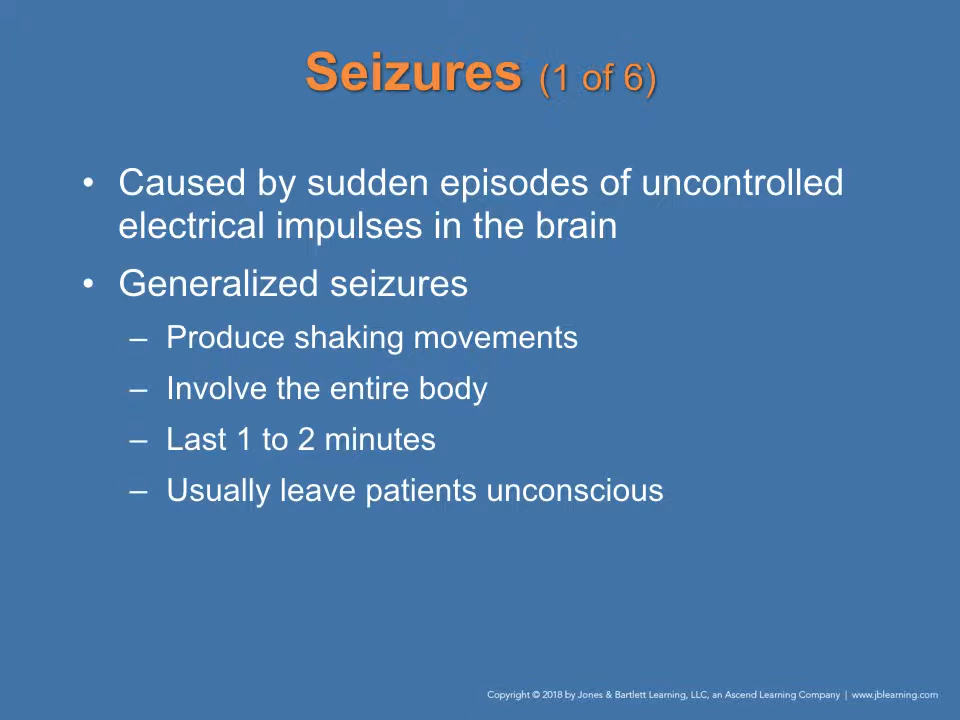 Seizures (1 of 6)
• Caused by sudden episodes of uncontrolled
electrical impulses in the brain
• Generalized seizures
– Produce shaking movements
– Involve the entire body
– Last 1 to 2 minutes
– Usually leave patients unconscious
Copyright © 2018 by Jones & Bartlett Learning, LLC, an Ascend Learning Company | www.jblearning.com